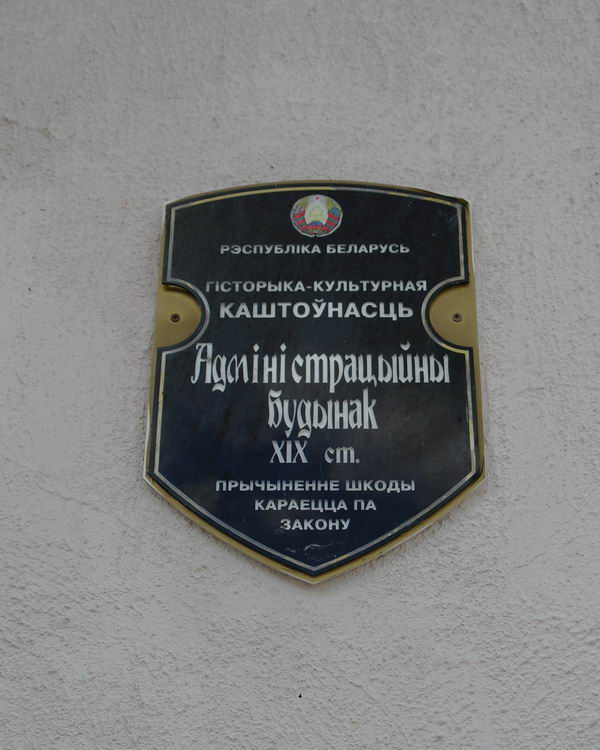 РЭСПУБЛІКА БЕЛАРУСЬ
ГІСТОРЫКА-КУЛЬТУРНАЯ
КАШТОЎНАСЦЬ
Адміністрацыйны
будынак
XIX ст.
ПРЫЧЫНЕННЕ ШКОДЫ
КАРАЕЦЦА ПА
ЗАКОНУ